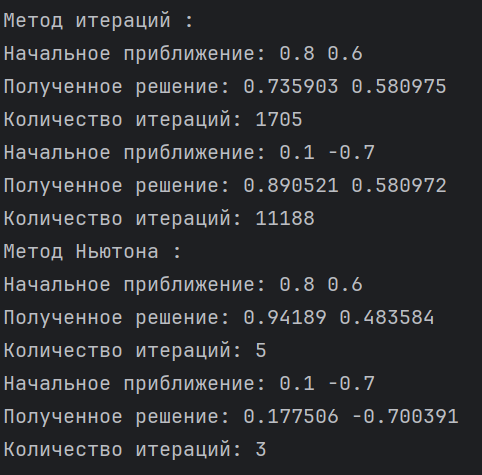 Метод итераций :
Начальное приближение: 0.8 0.6
Полученное решение: 0.735903 0.580975
Количество итераций: 1705
Начальное приближение: 0.1 -0.7
Полученное решение: 0.890521 0.580972
Количество итераций: 11188
Метод Ньютона :
Начальное приближение: 0.8 0.6
Полученное решение: 0.94189 0.483584
Количество итераций: 5
Начальное приближение: 0.1 -0.7
Полученное решение: 0.177506 -0.700391
Количество итераций: 3